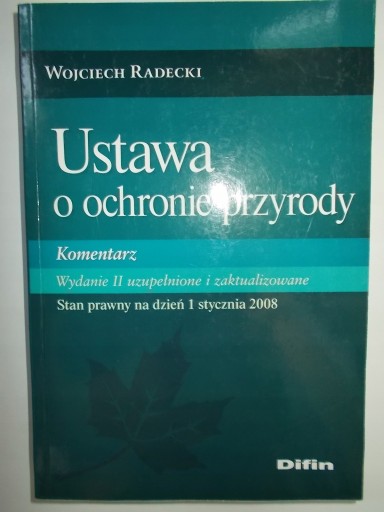 WOJCIECH RADECKI
Ustawa
o ochronie przyrody
Komentarz
Wydanie II uzupełnione i zaktualizowane
Stan prawny na dzień 1 stycznia 2008
Difin